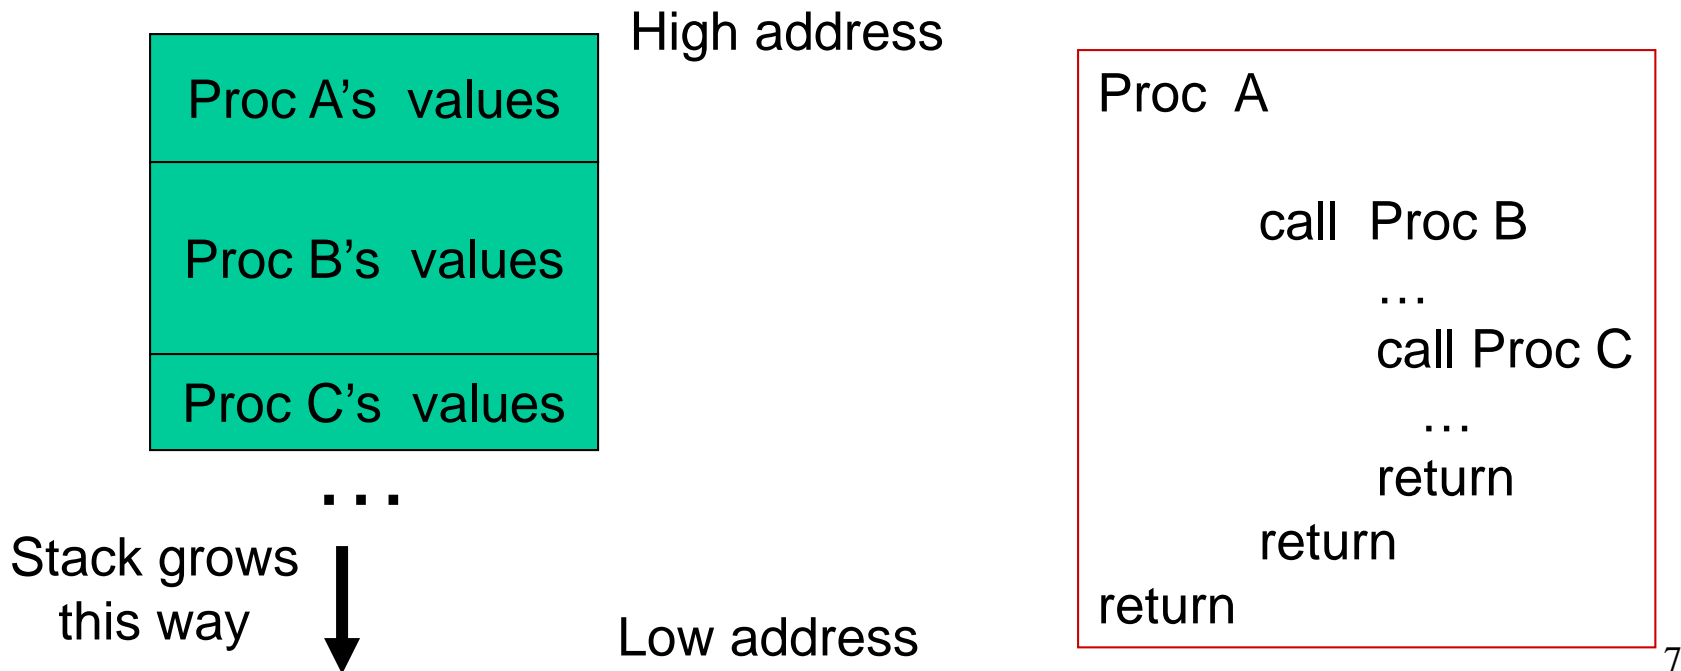 High address
Proc A's values
Proc B's values
Proc C's values
...
Stack grows
this way
Low address
Proc A
call Proc B
...
call Proc C
...
return
return
return
7